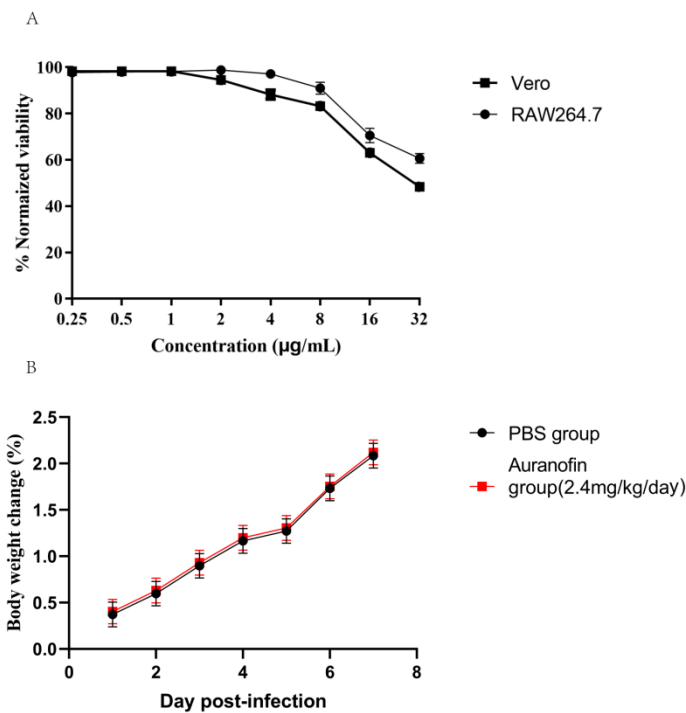 A
% Normaized viability
100
80
60
40
20
0
0.25 0.5 1 2 4 8 16 32
Concentration (μg/mL)
Vero
RAW264.7
B
Body weight change (%)
2.5
2.0
1.5
1.0
0.5
0.0
0 2 4 6 8
Day post-infection
PBS group
Auranofin
group(2.4mg/kg/day)